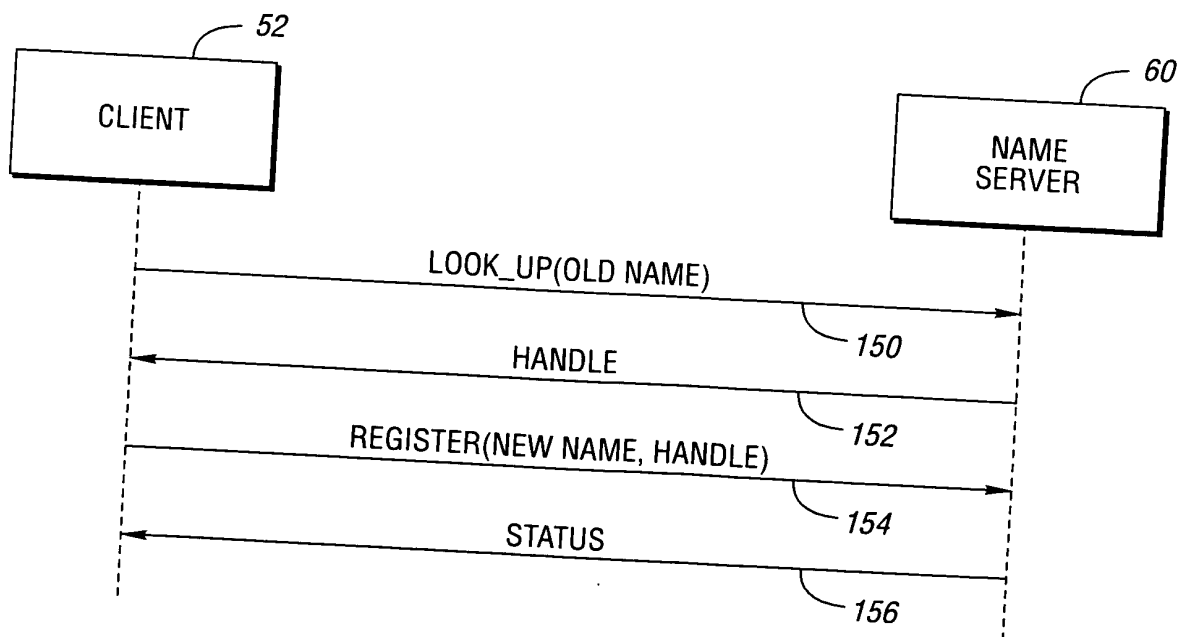 52
CLIENT
60
NAME
SERVER
LOOK_UP(OLD NAME)
150
HANDLE
152
REGISTER(NEW NAME, HANDLE)
154
STATUS
156